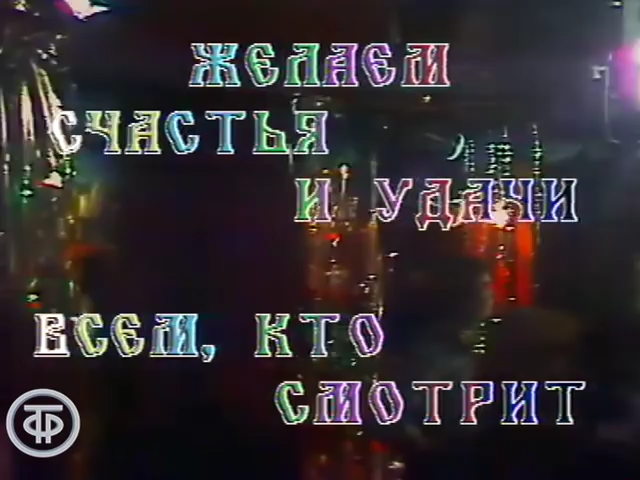 ЖЕЛАЕМ
СЧАСТЬЯ
И УДАЧИ
ВСЕМ, КТО
СМОТРИТ